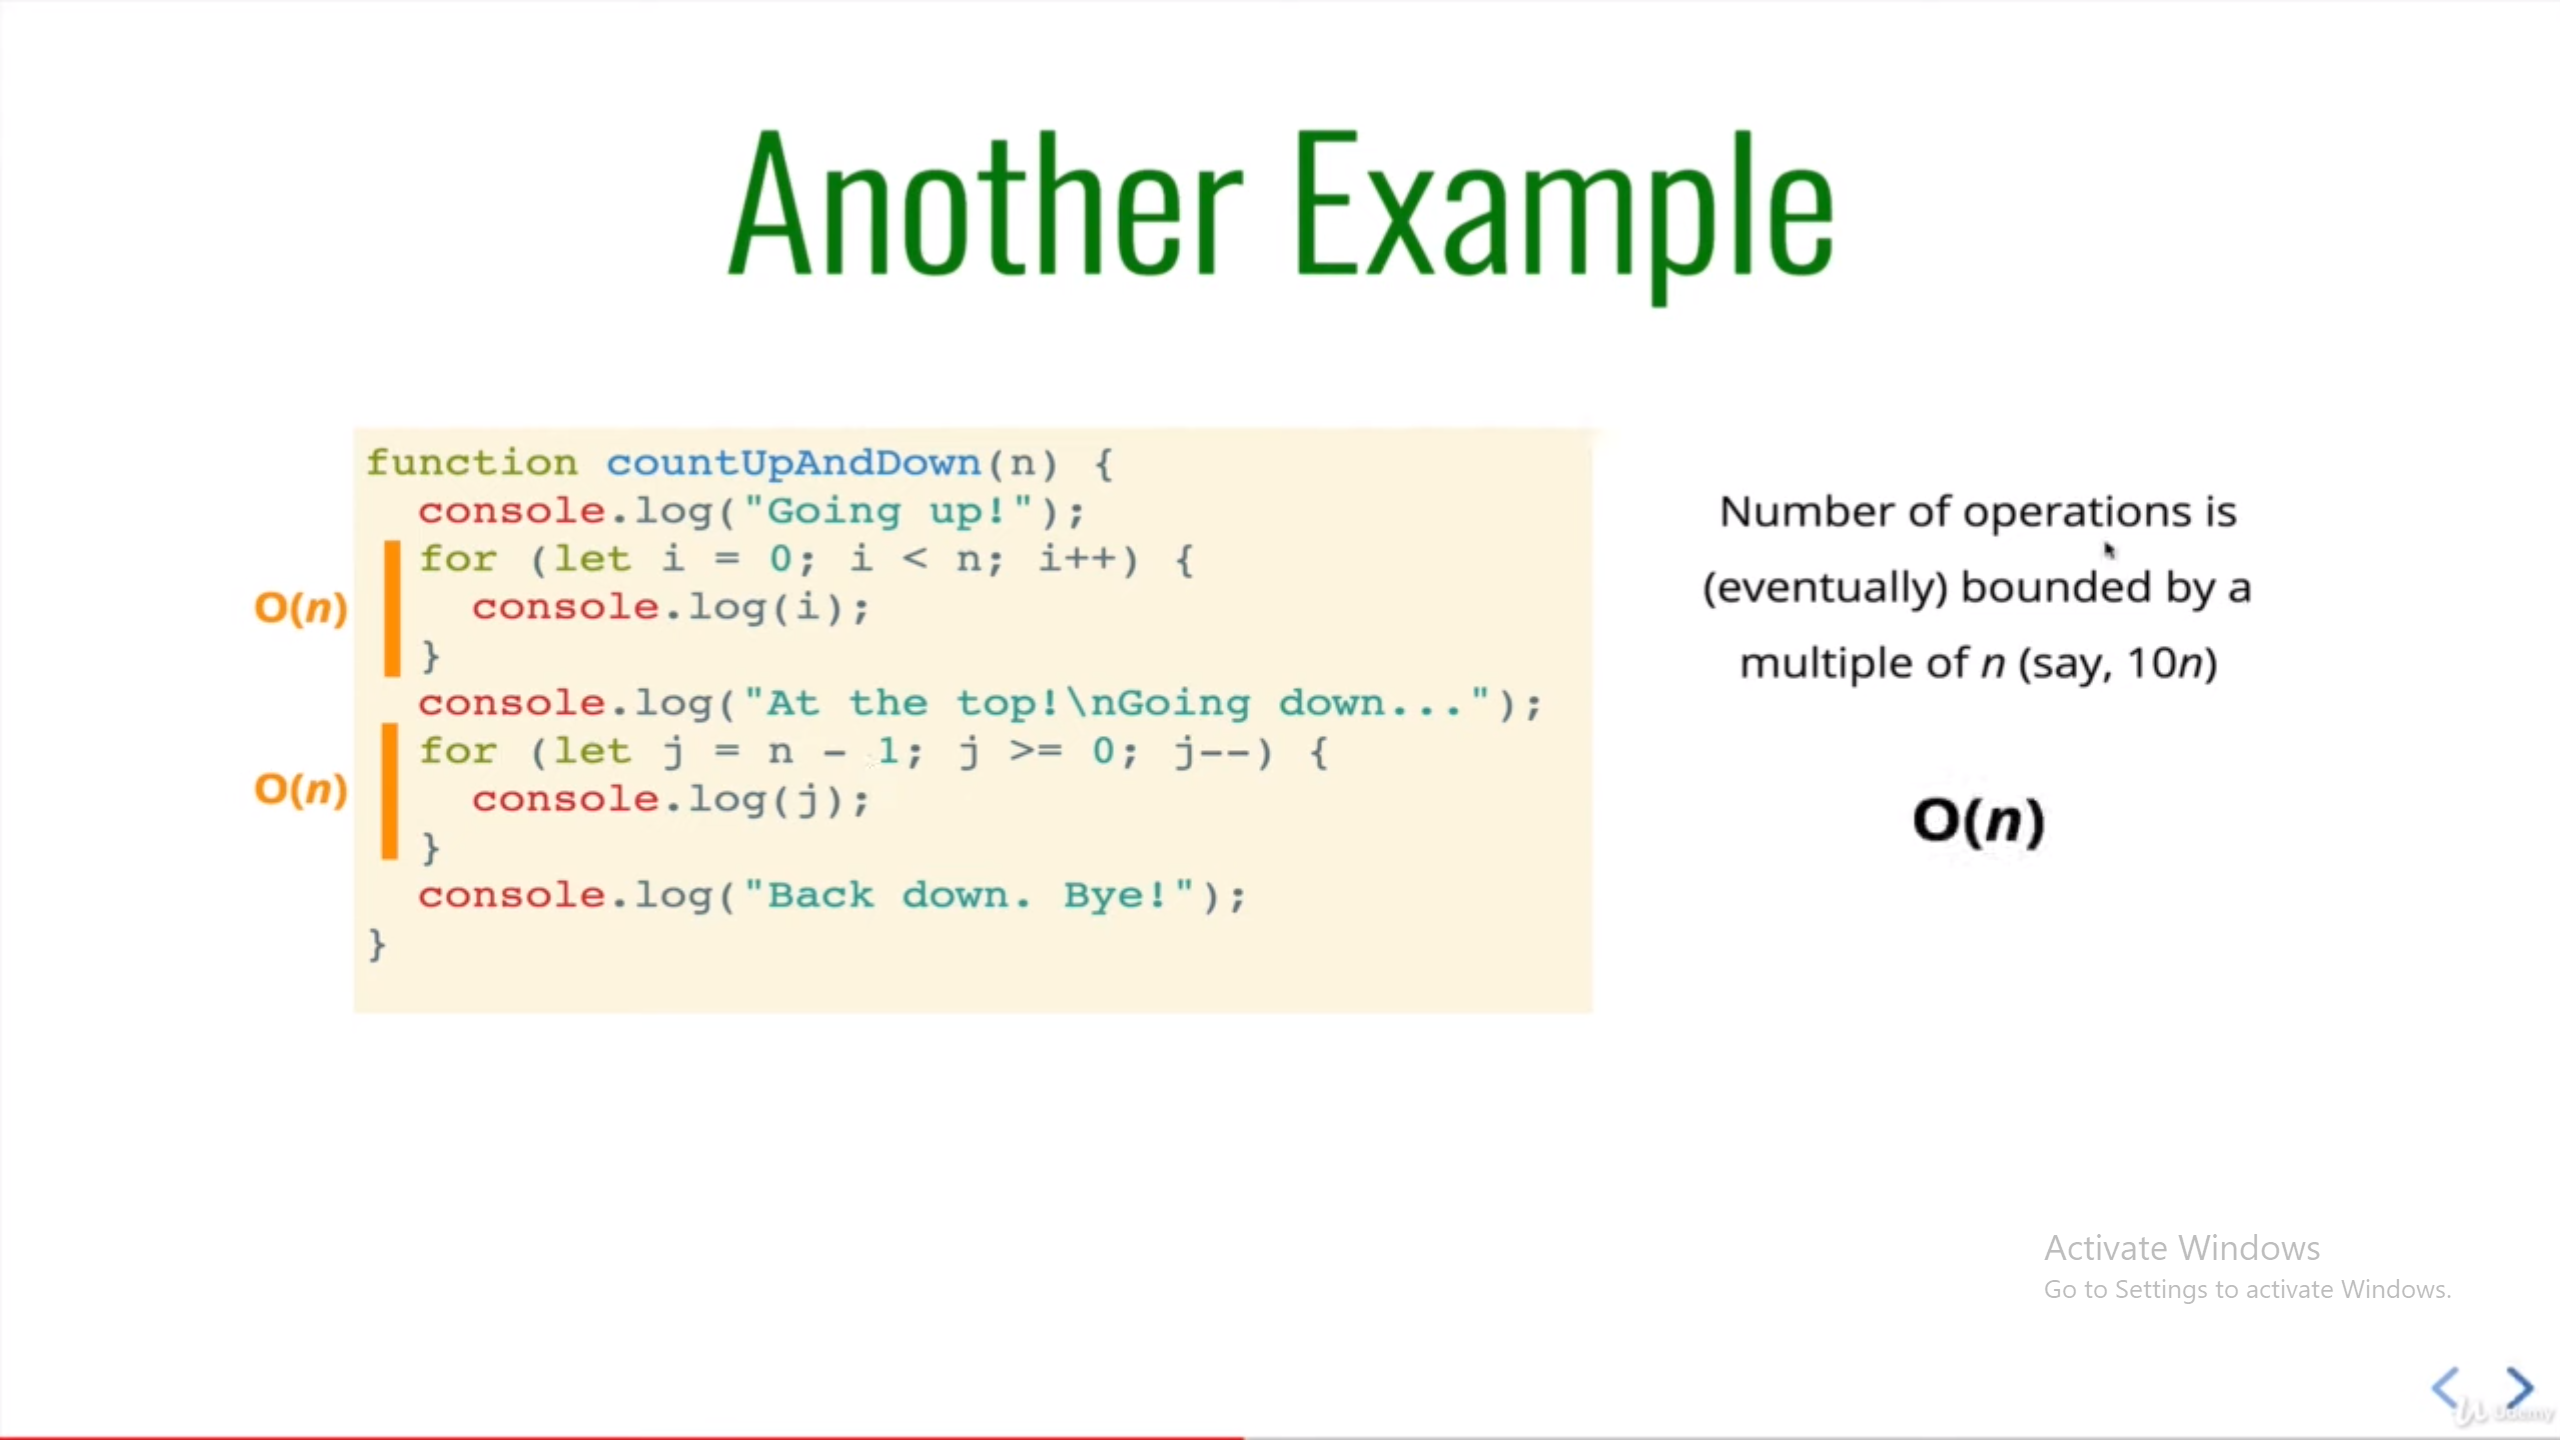 Another Example
function countUpAndDown(n) {
console.log("Going up!");
for (let i = 0; i < n; i++) {
console.log(i);
}
console.log("At the top!\nGoing down...");
for (let j = n - 1; j >= 0; j--) {
console.log(j);
}
console.log("Back down. Bye!");
}
O(n)
O(n)
Number of operations is
(eventually) bounded by a
multiple of n (say, 10n)
O(n)
Activate Windows
Go to Settings to activate Windows.
Udemy